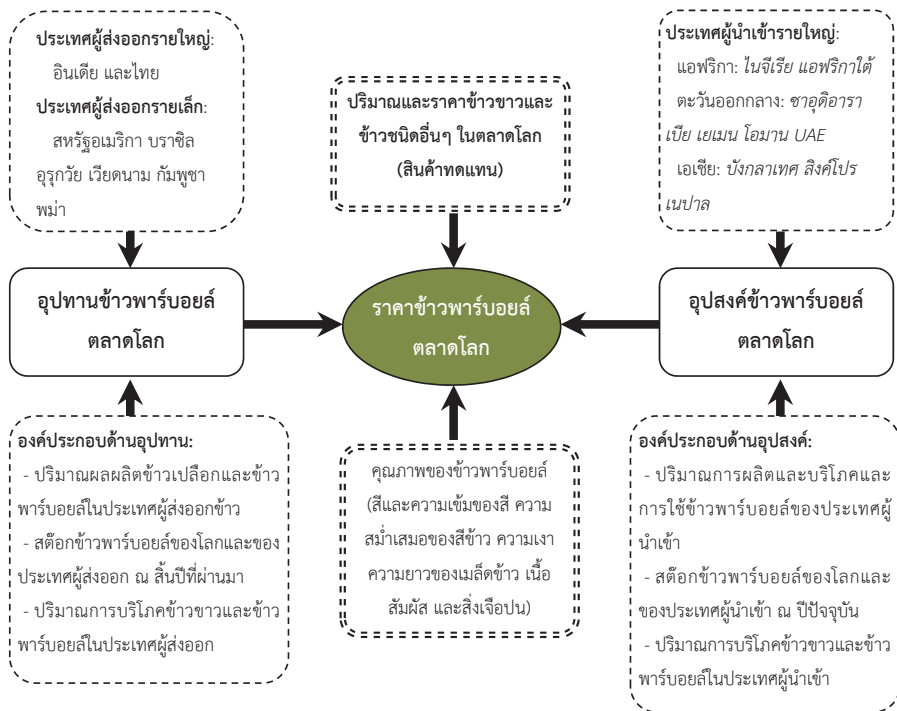 ประเทศผู้ส่งออกรายใหญ่:
อินเดีย และไทย
ประเทศผู้ส่งออกรายเล็ก:
สหรัฐอเมริกา บราซิล
อุรุกวัย เวียดนาม กัมพูชา
พม่า
ปริมาณและราคาข้าวขาวและ
ข้าวชนิดอื่นๆ ในตลาดโลก
(สินค้าทดแทน)
ประเทศผู้นำเข้ารายใหญ่:
แอฟริกา: ไนจีเรีย แอฟริกาใต้
ตะวันออกกลาง: ซาอุดิอารา
เบีย เยเมน โอมาน UAE
เอเชีย: บังกลาเทศ สิงค์โปร
เนปาล
อุปทานข้าวพาร์บอยล์
ตลาดโลก
ราคาข้าวพาร์บอยล์
ตลาดโลก
อุปสงค์ข้าวพาร์บอยล์
ตลาดโลก
องค์ประกอบด้านอุปทาน:
- ปริมาณผลผลิตข้าวเปลือกและข้าว
พาร์บอยล์ในประเทศผู้ส่งออกข้าว
- สต๊อกข้าวพาร์บอยล์ของโลกและของ
ประเทศผู้ส่งออก ณ สิ้นปีที่ผ่านมา
- ปริมาณการบริโภคข้าวขาวและข้าว
พาร์บอยล์ในประเทศผู้ส่งออก
คุณภาพของข้าวพาร์บอยล์
(สีและความเข้มของสี ความ
สม่ำเสมอของสีข้าว ความเงา
ความยาวของเมล็ดข้าว เนื้อ
สัมผัส และสิ่งเจือปน)
องค์ประกอบด้านอุปสงค์:
- ปริมาณการผลิตและบริโภคและ
การใช้ข้าวพาร์บอยล์ของประเทศผู้
นำเข้า
- สต๊อกข้าวพาร์บอยล์ของโลกและ
ของประเทศผู้นำเข้า ณ ปีปัจจุบัน
- ปริมาณการบริโภคข้าวขาวและข้าว
พาร์บอยล์ในประเทศผู้นำเข้า